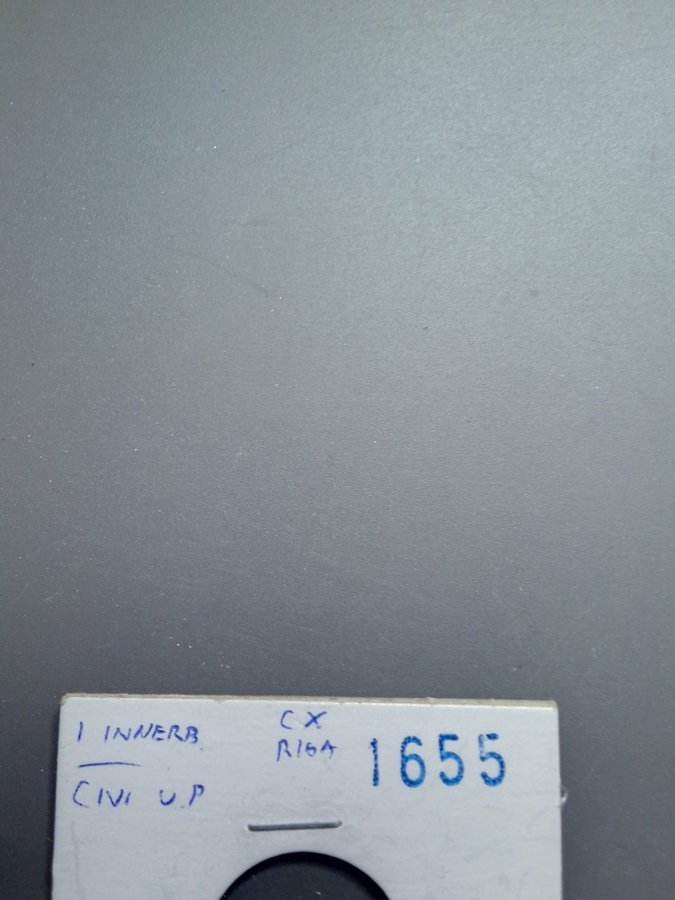 1 INNERB
CIVI U.P
CX
RIGA
1655